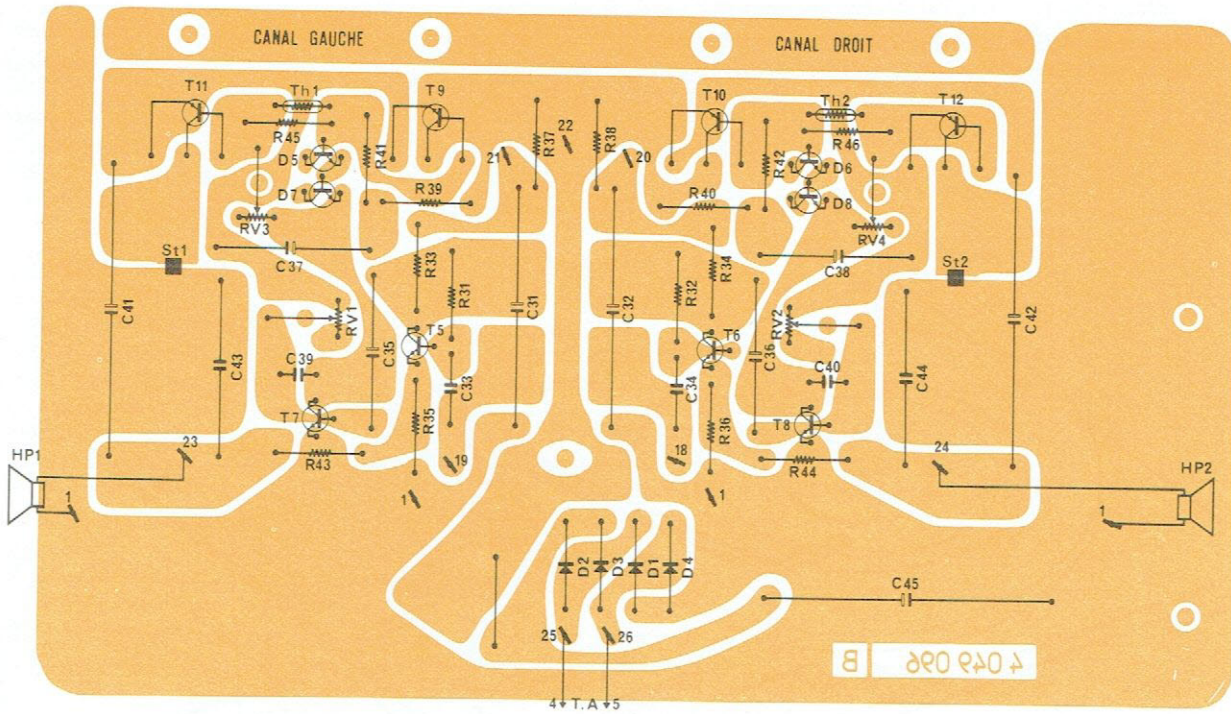 CANAL GAUCHE
CANAL DROIT
T11
Th1
T9
T10
Th2
T12
R45
R41
R37
22
R38
R42
R46
D5
21
20
D6
D7
R39
R40
D8
RV3
RV4
St1
C37
R33
R34
C38
St2
R31
R32
C41
RV1
C31
C32
RV2
C42
T5
T6
C43
C39
C35
C33
C34
C36
C40
C44
T7
R35
R36
T8
23
R43
19
18
R44
24
HP1
HP2
1
1
1
1
D2
D3
D1
D4
C45
25
26
4 049 096 B
4 T.A 5